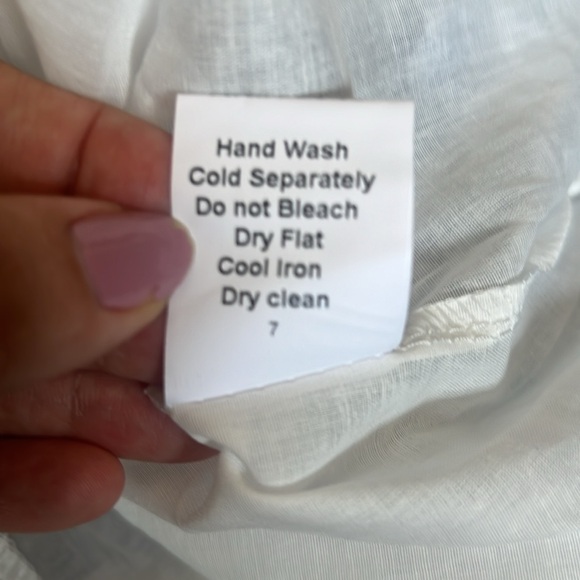 Hand Wash
Cold Separately
Do not Bleach
Dry Flat
Cool Iron
Dry clean
7